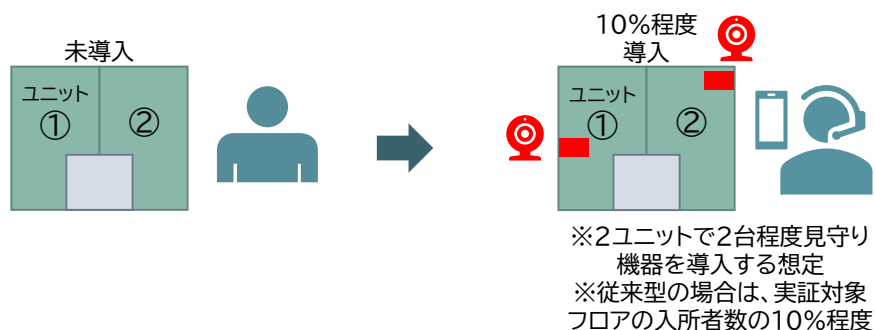 未導入
ユニット
①
②
10%程度
導入
ユニット
①
②
※2ユニットで2台程度見守り
機器を導入する想定
※従来型の場合は、実証対象
フロアの入所者数の10%程度